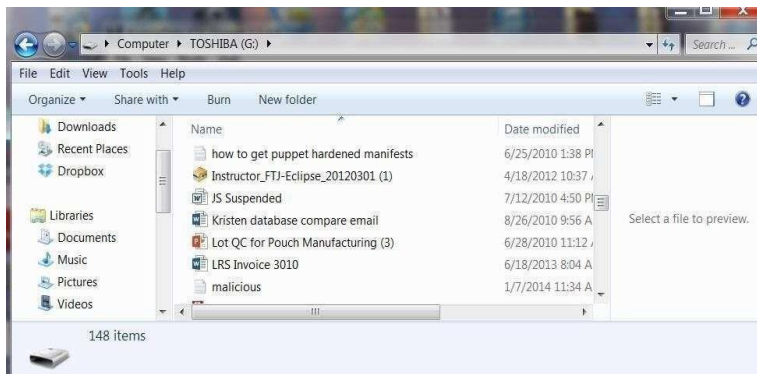 Computer ▸ TOSHIBA (G:) ▸ Search ...
File Edit View Tools Help
Organize Share with Burn New folder
Downloads
Recent Places
Dropbox
Libraries
Documents
Music
Pictures
Videos
Name Date modified
how to get puppet hardened manifests 6/25/2010 1:38 P
Instructor_FTJ-Eclipse_20120301 (1) 4/18/2012 10:37
JS Suspended 7/12/2010 4:50 P
Kristen database compare email 8/26/2010 9:56 A
Lot QC for Pouch Manufacturing (3) 6/28/2010 11:12
LRS Invoice 3010 6/18/2013 8:04 A
malicious 1/7/2014 11:34 A
Select a file to preview.
148 items